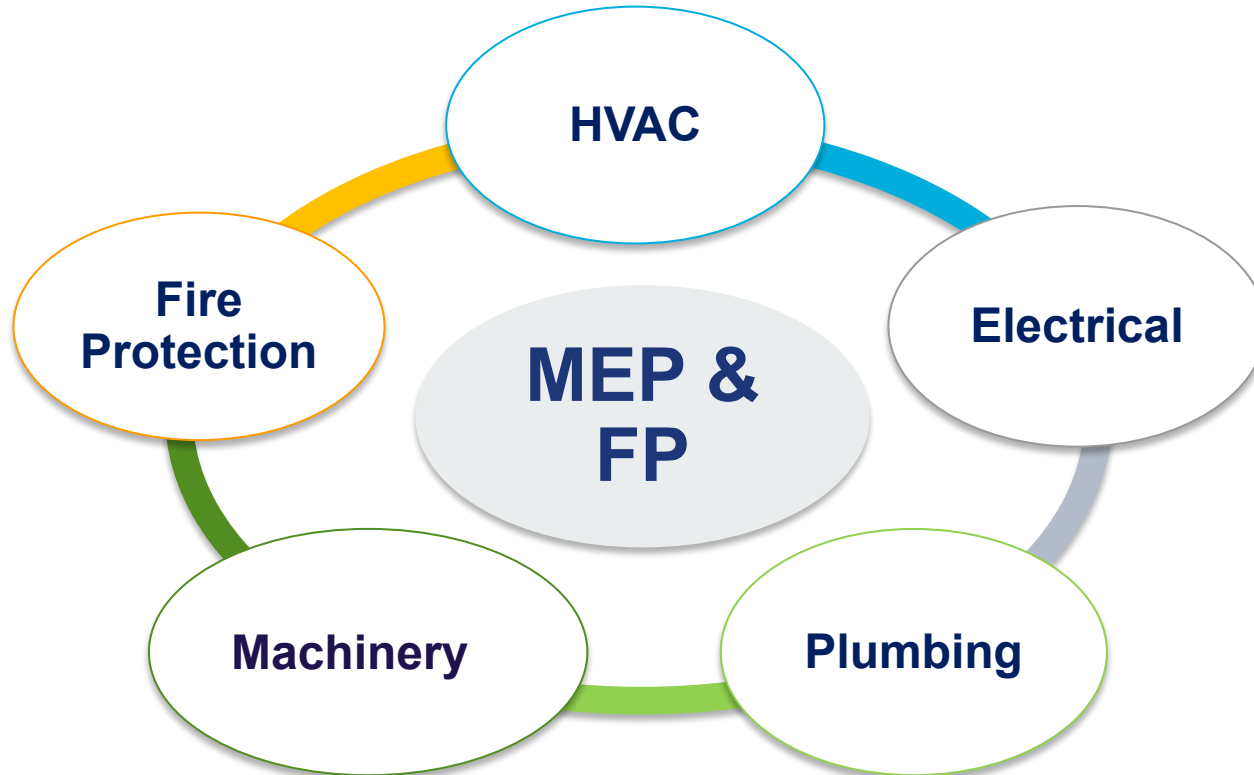 HVAC
Electrical
Plumbing
Machinery
Fire
Protection
MEP &
FP